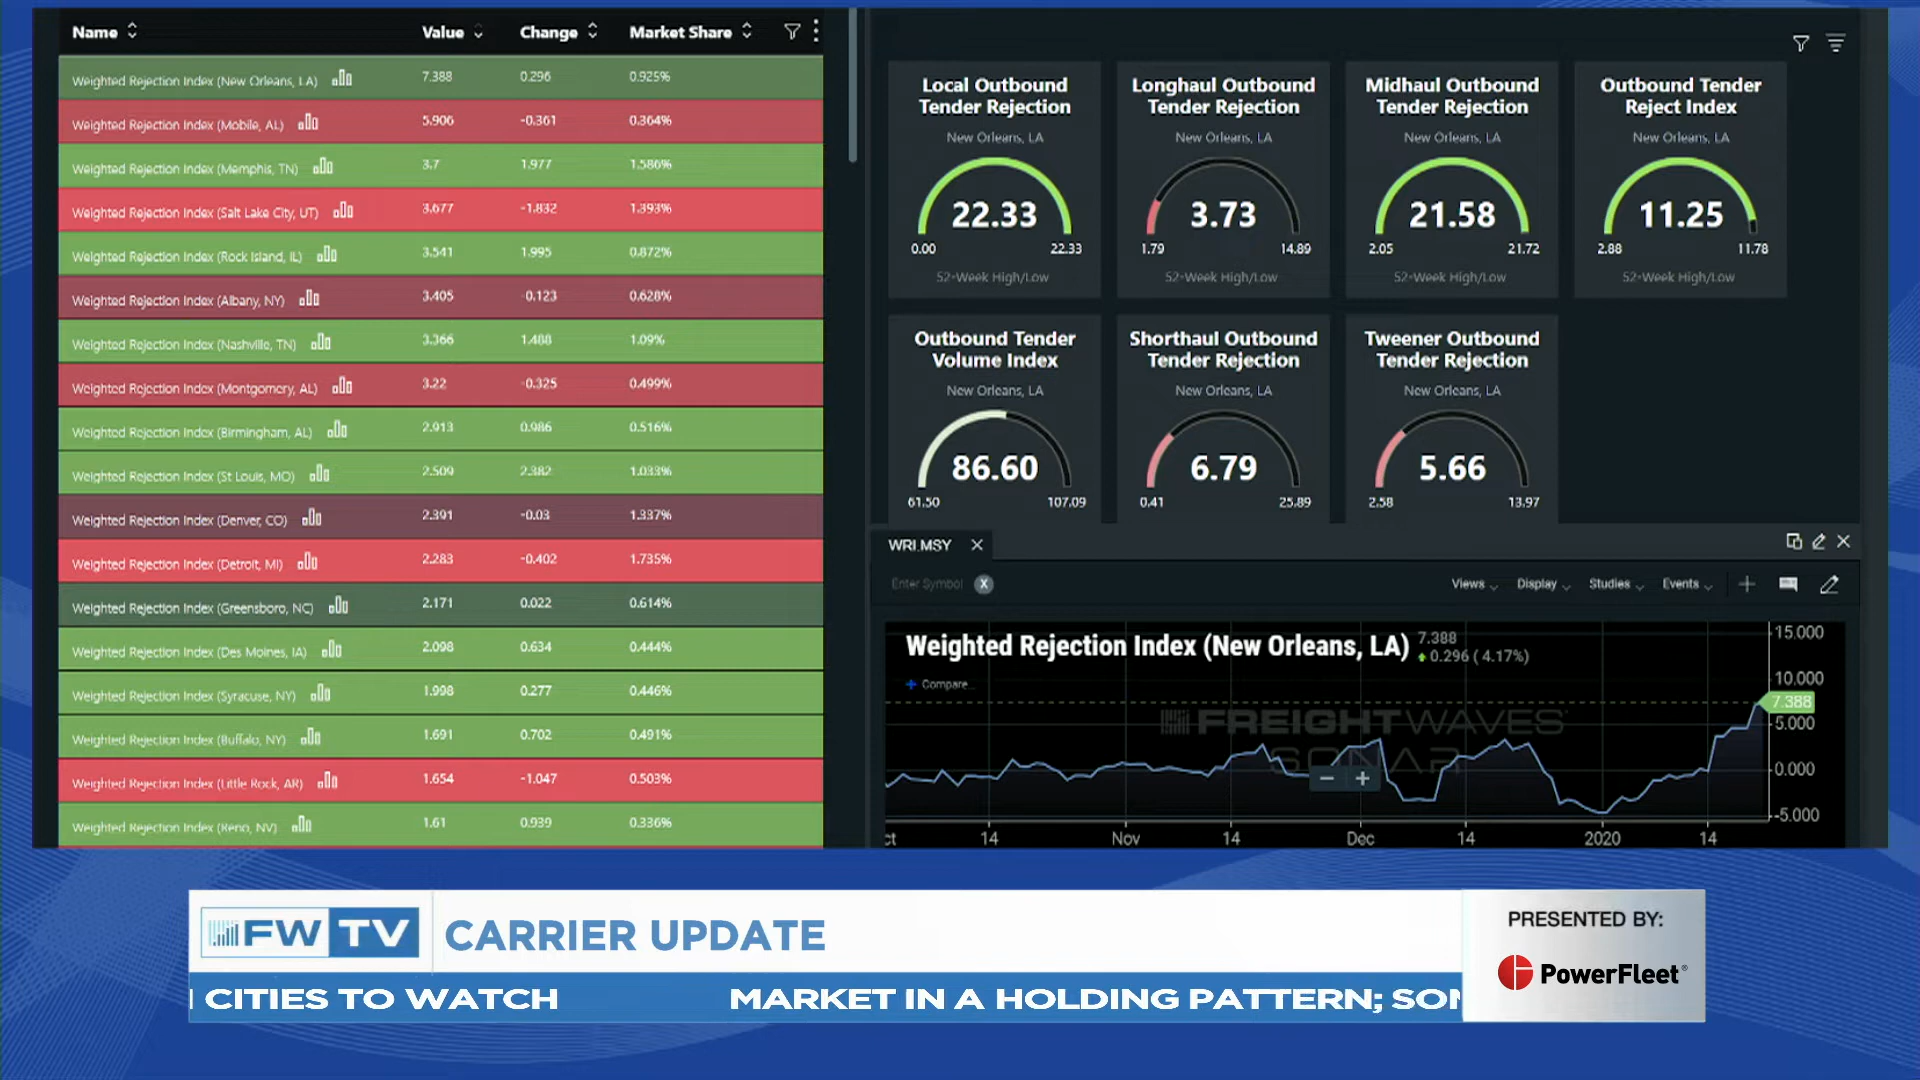 Name Value Change Market Share
Weighted Rejection Index (New Orleans, LA) 7.388 0.296 0.925%
Weighted Rejection Index (Mobile, AL) 5.906 -0.361 0.364%
Weighted Rejection Index (Memphis, TN) 3.7 1.977 1.586%
Weighted Rejection Index (Salt Lake City, UT) 3.677 -1.832 1.393%
Weighted Rejection Index (Rock Island, IL) 3.541 1.995 0.872%
Weighted Rejection Index (Albany, NY) 3.405 -0.123 0.628%
Weighted Rejection Index (Nashville, TN) 3.366 1.488 1.09%
Weighted Rejection Index (Montgomery, AL) 3.22 -0.325 0.499%
Weighted Rejection Index (Birmingham, AL) 2.913 0.986 0.516%
Weighted Rejection Index (St Louis, MO) 2.509 2.382 1.033%
Weighted Rejection Index (Denver, CO) 2.391 -0.03 1.337%
Weighted Rejection Index (Detroit, MI) 2.283 -0.402 1.735%
Weighted Rejection Index (Greensboro, NC) 2.171 0.022 0.614%
Weighted Rejection Index (Des Moines, IA) 2.098 0.634 0.444%
Weighted Rejection Index (Syracuse, NY) 1.998 0.277 0.446%
Weighted Rejection Index (Buffalo, NY) 1.691 0.702 0.491%
Weighted Rejection Index (Little Rock, AR) 1.654 -1.047 0.503%
Weighted Rejection Index (Reno, NV) 1.61 0.939 0.336%
Local Outbound
Tender Rejection
New Orleans, LA
22.33
0.00 22.33
52-Week High/Low
Longhaul Outbound
Tender Rejection
New Orleans, LA
3.73
1.79 14.89
52-Week High/Low
Midhaul Outbound
Tender Rejection
New Orleans, LA
21.58
2.05 21.72
52-Week High/Low
Outbound Tender
Reject Index
New Orleans, LA
11.25
2.88 11.78
52-Week High/Low
Outbound Tender
Volume Index
New Orleans, LA
86.60
61.50 107.09
Shorthaul Outbound
Tender Rejection
New Orleans, LA
6.79
0.41 25.89
Tweener Outbound
Tender Rejection
New Orleans, LA
5.66
2.58 13.97
WRI.MSY
Enter Symbol X Views Display Studies Events
Weighted Rejection Index (New Orleans, LA) 7.388
0.296 (4.17%)
+ Compare...
FREIGHTWAVES
SONAR
15.000
10.000
7.388
5.000
0.000
-5.000
ct 14 Nov 14 Dec 14 2020 14
FW TV CARRIER UPDATE
CITIES TO WATCH MARKET IN A HOLDING PATTERN; SON
PRESENTED BY:
PowerFleet®